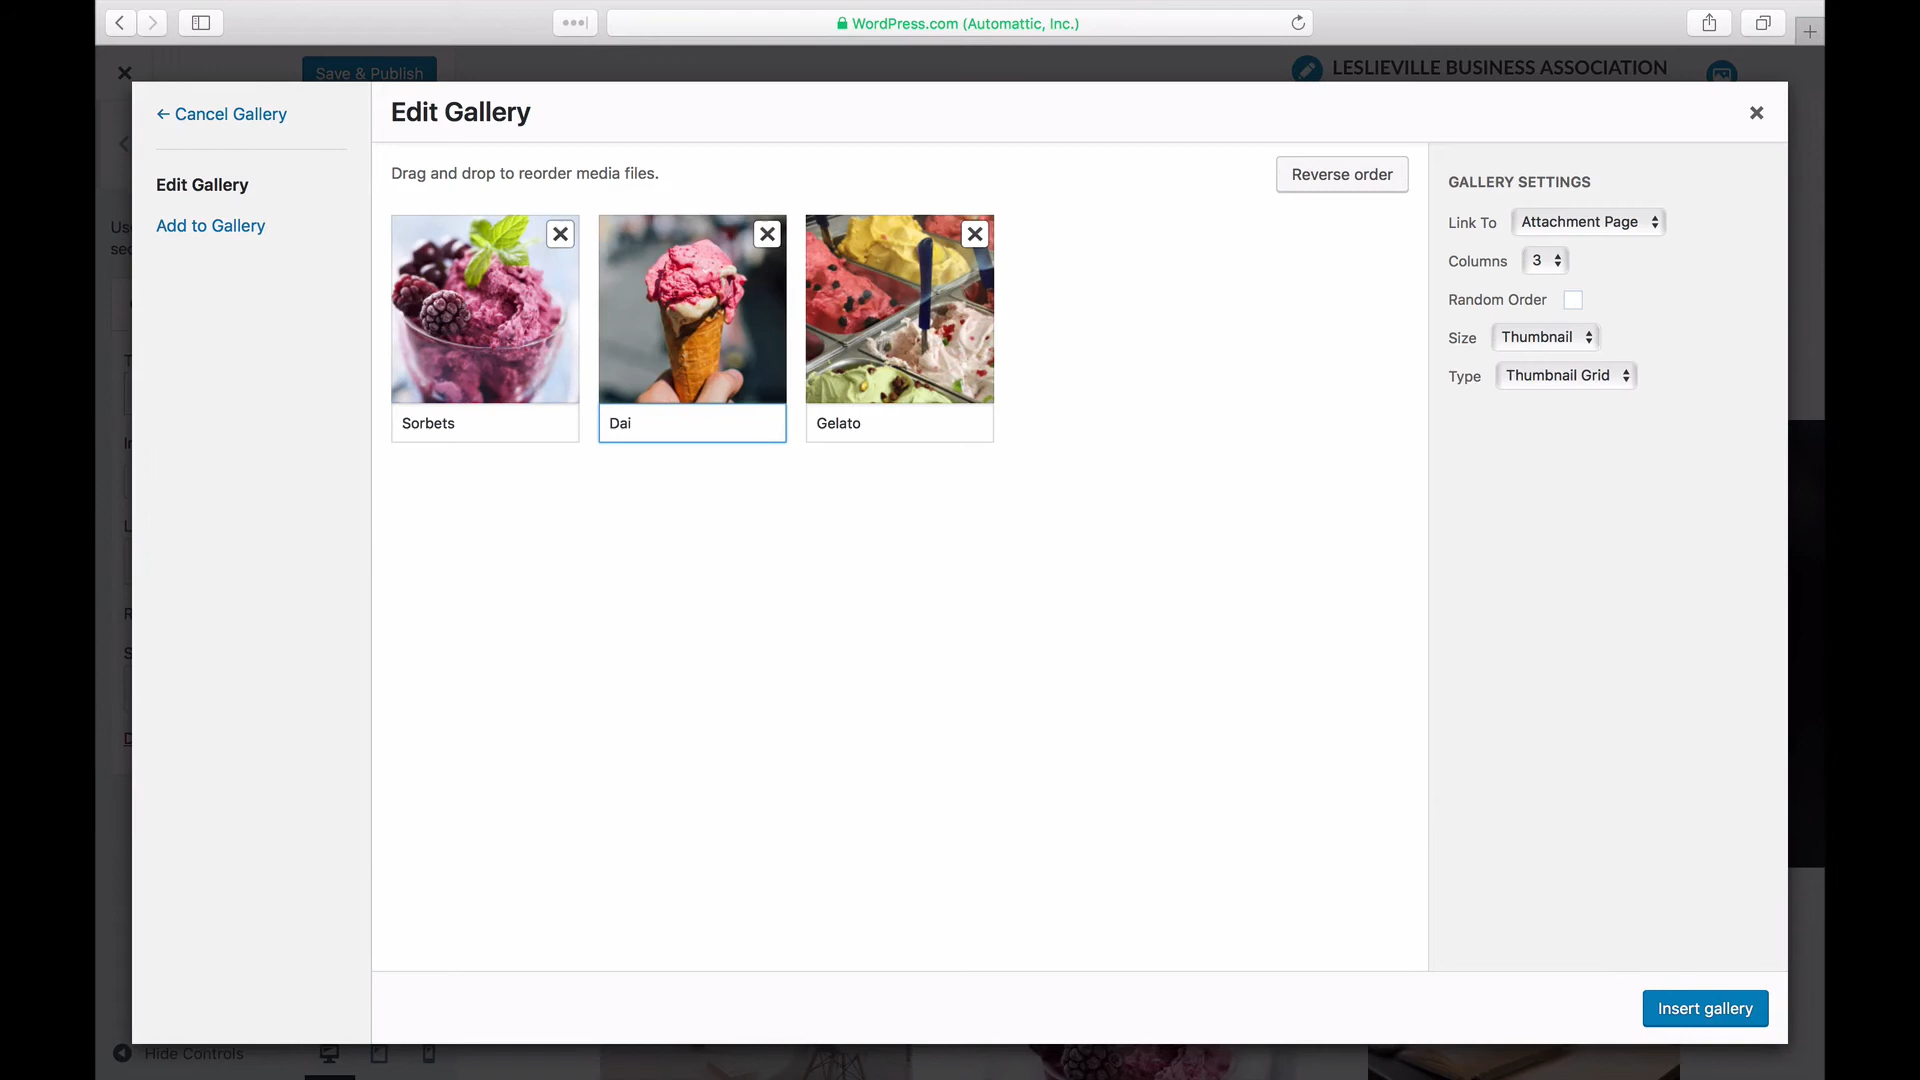 WordPress.com (Automattic, Inc.)
Save & Publish
LESLIEVILLE BUSINESS ASSOCIATION
← Cancel Gallery
Edit Gallery
Add to Gallery
Edit Gallery
Drag and drop to reorder media files.
Reverse order
Sorbets
Dai
Gelato
GALLERY SETTINGS
Link To Attachment Page
Columns 3
Random Order
Size Thumbnail
Type Thumbnail Grid
Insert gallery
Hide Controls